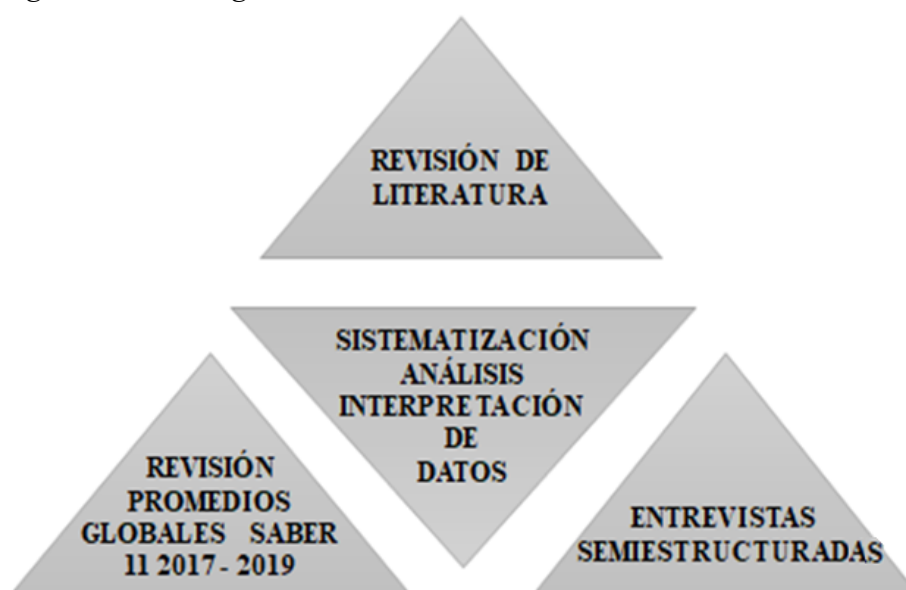 REVISIÓN DE
LITERATURA
SISTEMATIZACIÓN
ANÁLISIS
INTERPRETACIÓN
DE
DATOS
REVISIÓN
PROMEDIOS
GLOBALES SABER
11 2017 - 2019
ENTREVISTAS
SEMIESTRUCTURADAS